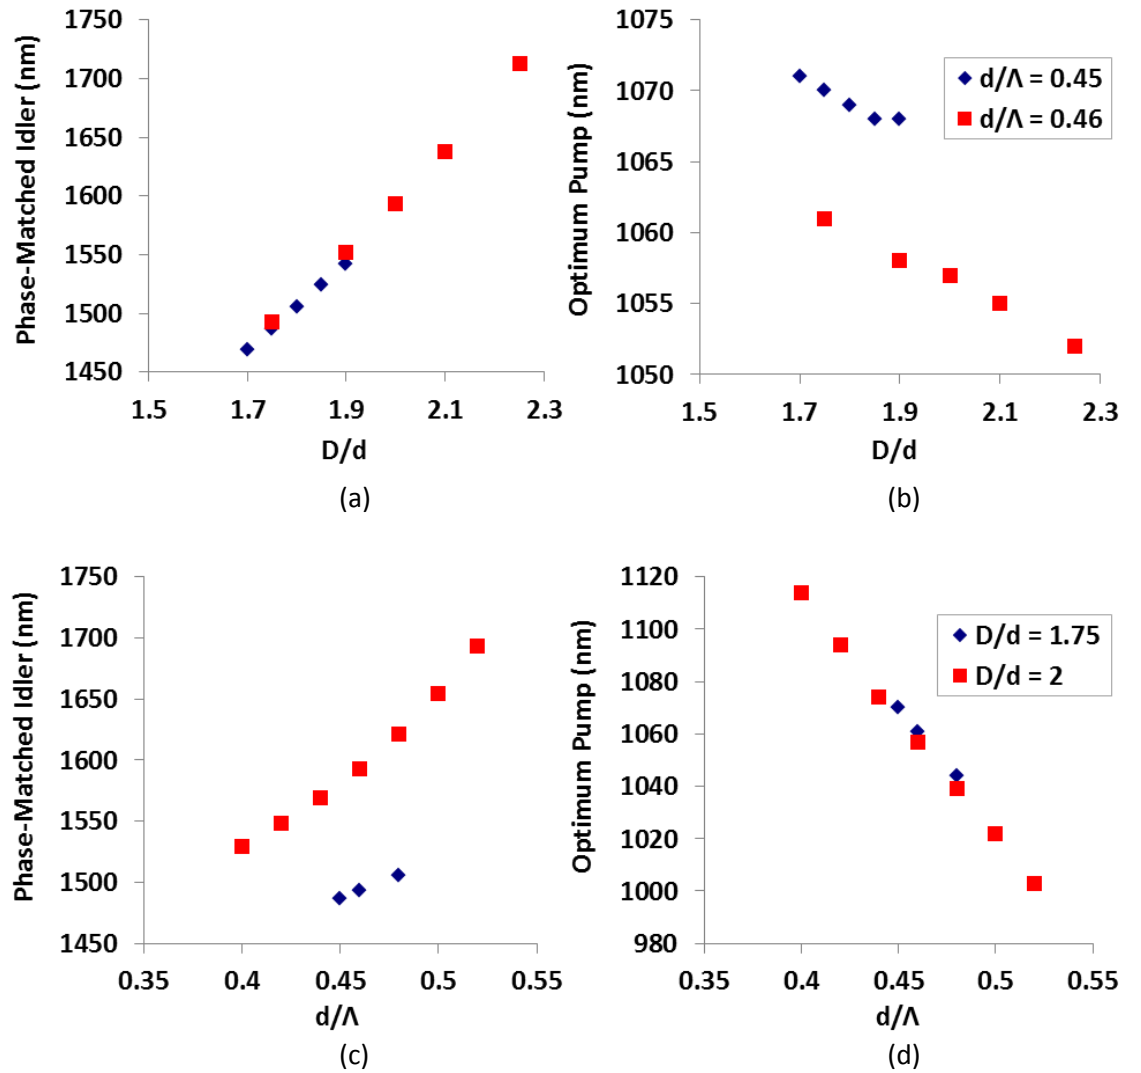 Phase-Matched Idler (nm)
1750
1700
1650
1600
1550
1500
1450
1.5 1.7 1.9 2.1 2.3
D/d
(a)
Optimum Pump (nm)
1075
1070
1065
1060
1055
1050
1.5 1.7 1.9 2.1 2.3
D/d
d/Λ = 0.45
d/Λ = 0.46
(b)
Phase-Matched Idler (nm)
1750
1700
1650
1600
1550
1500
1450
0.35 0.4 0.45 0.5 0.55
d/Λ
(c)
Optimum Pump (nm)
1120
1100
1080
1060
1040
1020
1000
980
0.35 0.4 0.45 0.5 0.55
d/Λ
D/d = 1.75
D/d = 2
(d)